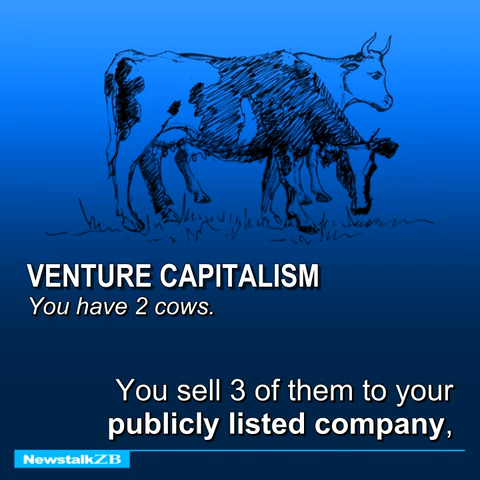 VENTURE CAPITALISM
You have 2 cows.
You sell 3 of them to your
publicly listed company,
NewstalkZB